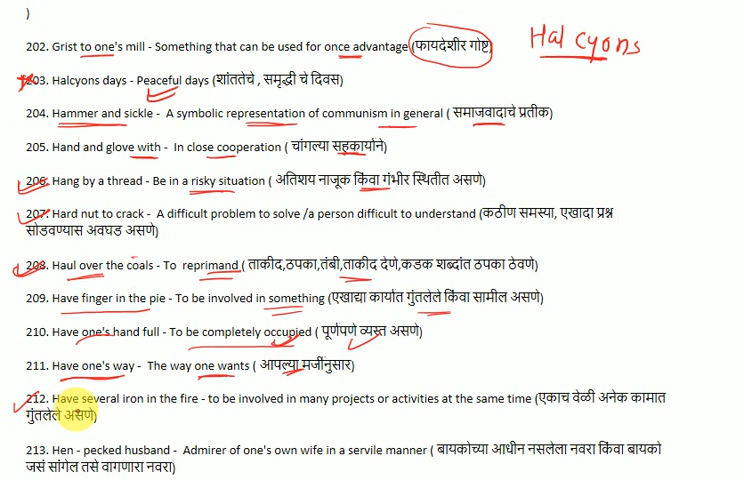 )
202. Grist to one's mill - Something that can be used for once advantage (फायदेशीर गोष्ट)
Halcyons
203. Halcyons days - Peaceful days (शांततेचे , समृद्धी चे दिवस)
204. Hammer and sickle - A symbolic representation of communism in general ( समाजवादाचे प्रतीक)
205. Hand and glove with - In close cooperation ( चांगल्या सहकार्याने)
206. Hang by a thread - Be in a risky situation ( अतिशय नाजूक किंवा गंभीर स्थितीत असणे)
207. Hard nut to crack - A difficult problem to solve /a person difficult to understand (कठीण समस्या, एखादा प्रश्न
सोडवण्यास अवघड असणे)
208. Haul over the coals - To reprimand ( ताकीद,ठपका,तंबी,ताकीद देणे,कडक शब्दांत ठपका ठेवणे)
209. Have finger in the pie - To be involved in something (एखाद्या कार्यात गुंतलेले किंवा सामील असणे)
210. Have one's hand full - To be completely occupied ( पूर्णपणे व्यस्त असणे)
211. Have one's way - The way one wants ( आपल्या मर्जीनुसार)
212. Have several iron in the fire - to be involved in many projects or activities at the same time (एकाच वेळी अनेक कामात
गुंतलेले असणे)
213. Hen - pecked husband - Admirer of one's own wife in a servile manner ( बायकोच्या आधीन नसलेला नवरा किंवा बायको
जसं सांगेल तसे वागणारा नवरा)